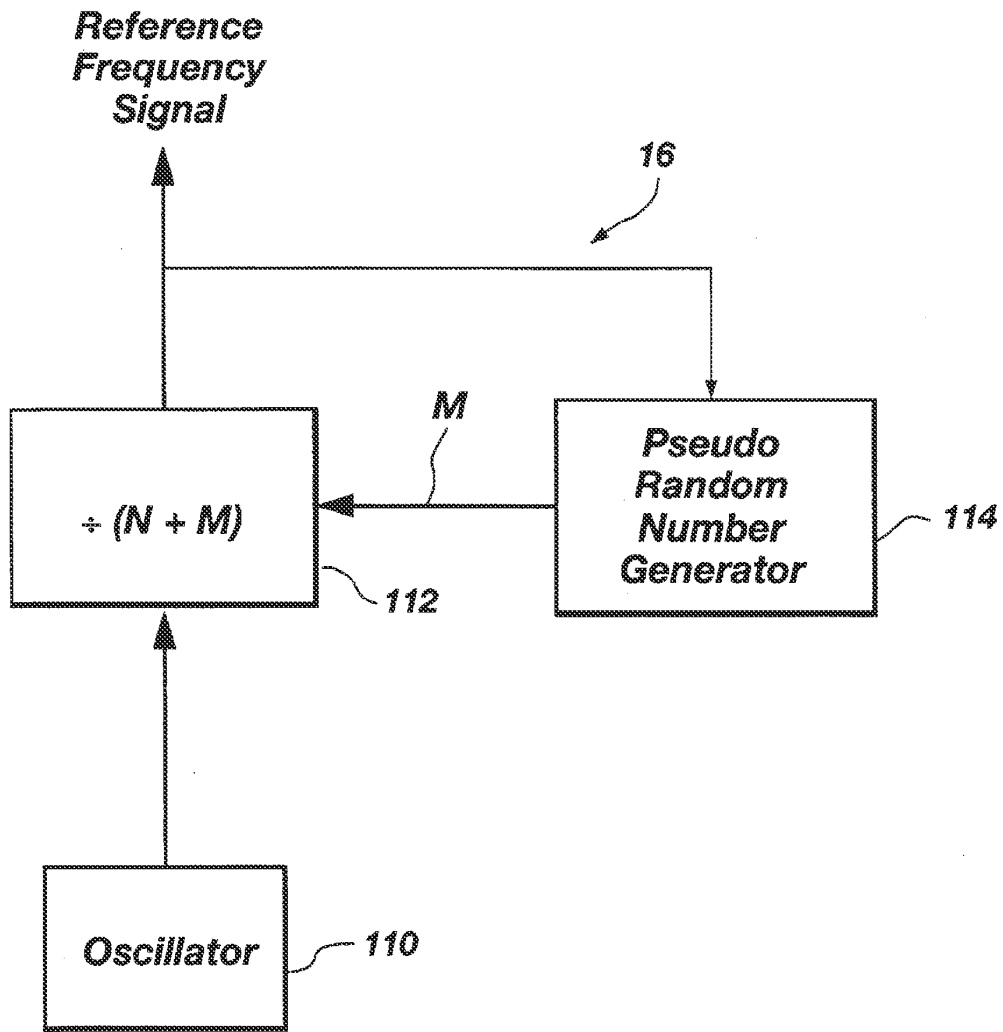 Reference
Frequency
Signal
16
M
Pseudo
Random
Number
Generator
÷ (N + M)
114
112
Oscillator
110